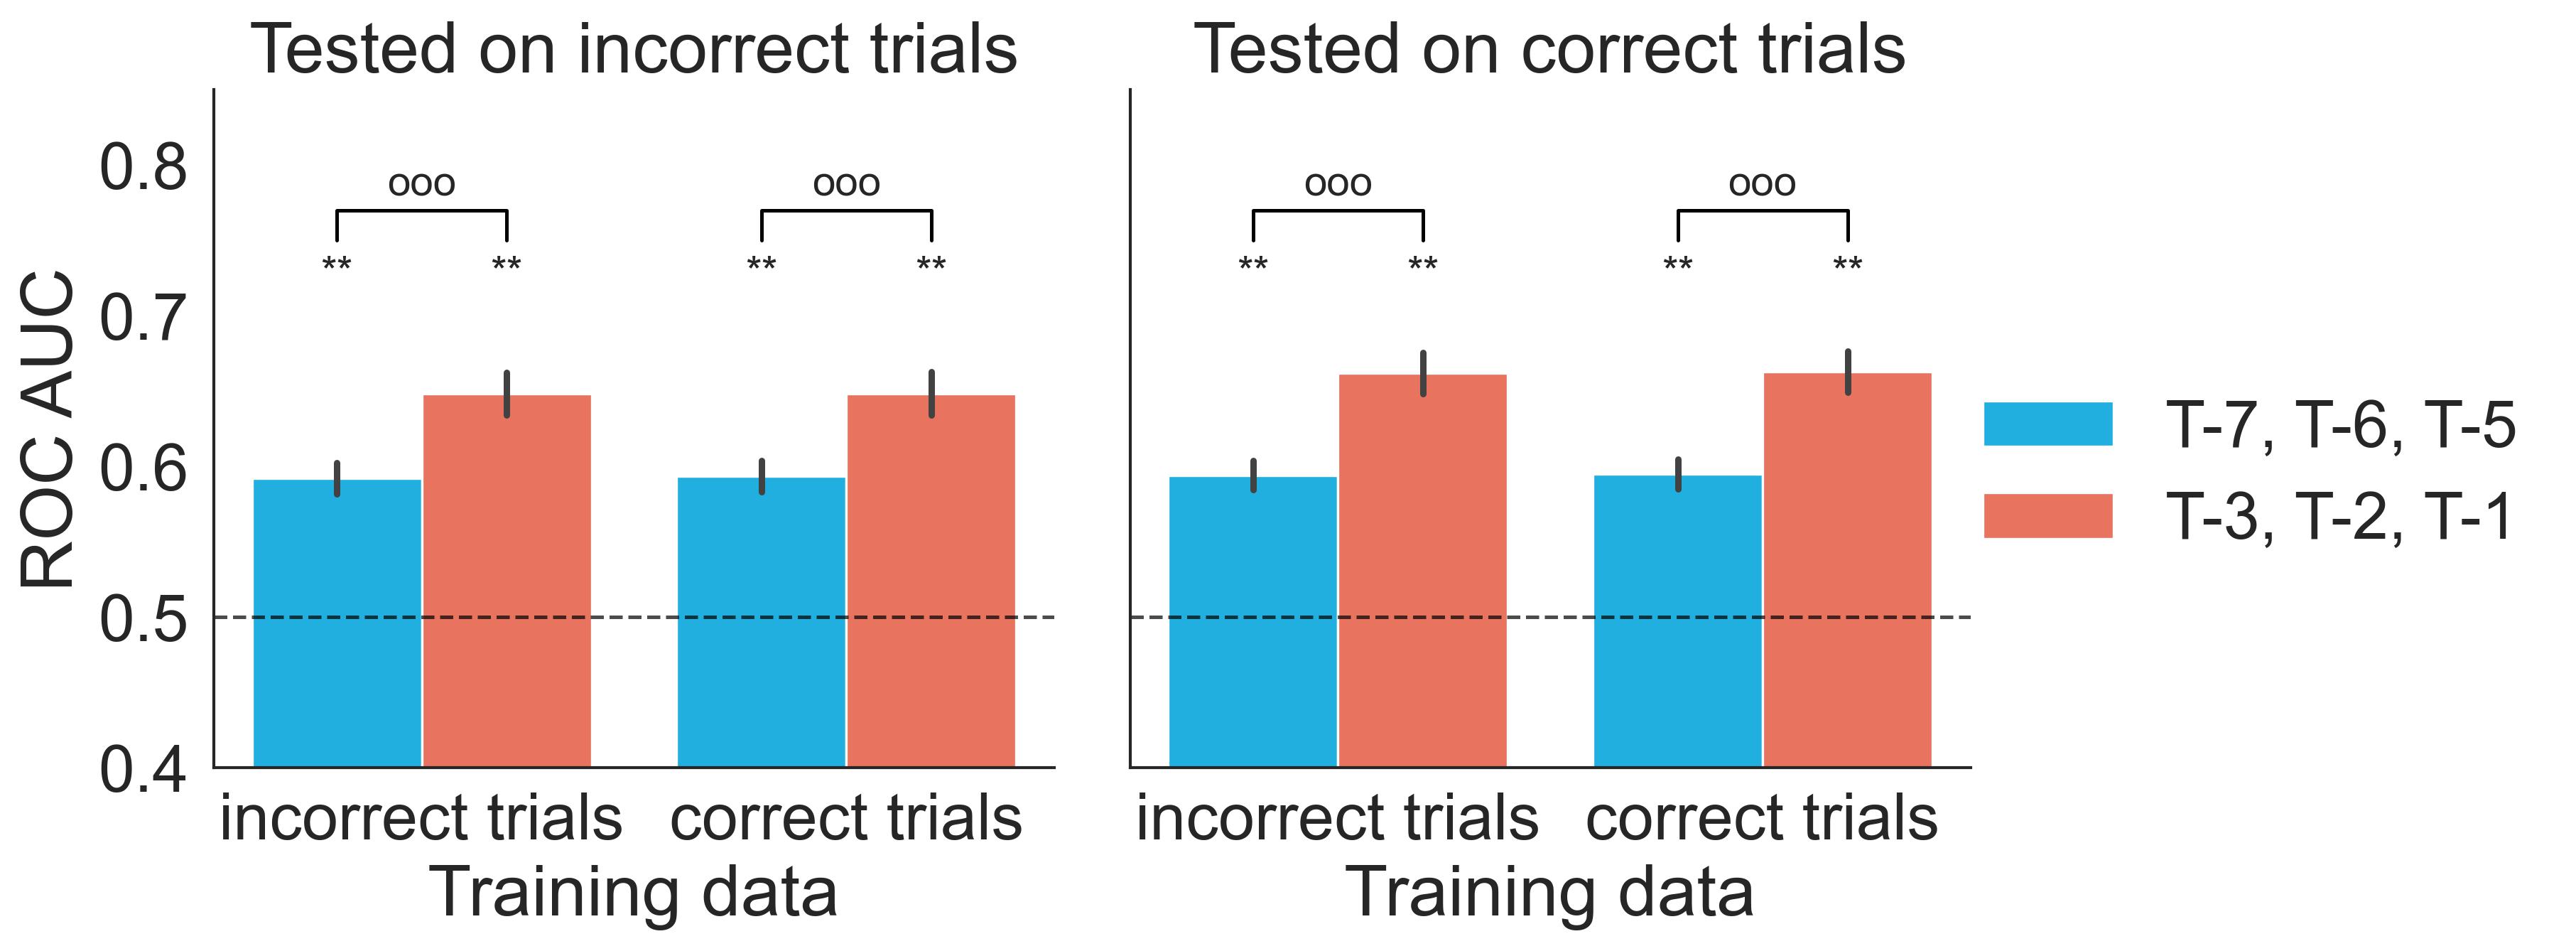 Tested on incorrect trials
Tested on correct trials
ROC AUC
0.8
0.7
0.6
0.5
0.4
ooo
ooo
ooo
ooo
**
**
**
**
**
**
**
**
T-7, T-6, T-5
T-3, T-2, T-1
incorrect trials
correct trials
incorrect trials
correct trials
Training data
Training data